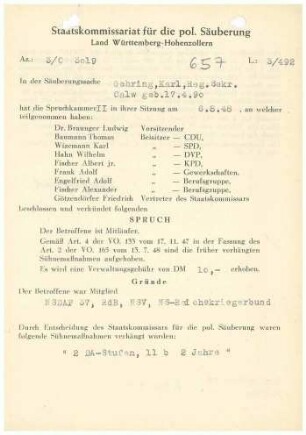 Staatskommissariat für die pol. Säuberung
Land Württemberg-Hohenzollern
Az.: 3/C Sol9 657 L: 3/492
In der Säuberungssache Oehring, Karl, Reg. Sekr.
Calw geb. 17.4.90
hat die Spruchkammer II in ihrer Sitzung am 6.8.48, an welcher
teilgenommen haben:
Dr. Braunger Ludwig Vorsitzender
Baumann Thomas Beisitzer — CDU,
Wizemann Karl „ — SPD,
Hahn Wilhelm „ — DVP,
Fischer Albert jr. „ — KPD,
Frank Adolf „ — Gewerkschaften.
Engelfried Adolf „ — Berufsgruppe,
Fischer Alexander „ — Berufsgruppe,
Götzendörfer Friedrich Vertreter des Staatskommissars
beschlossen und verkündet folgenden
SPRUCH
Der Betroffene ist Mitläufer.
Gemäß Art. 4 der VO. 133 vom 17. 11. 47 in der Fassung des
Art. 2 der VO. 165 vom 13. 7. 48 sind die früher verhängten
Sühnemaßnahmen aufgehoben.
Es wird eine Verwaltungsgebühr von DM 10,- erhoben.
Gründe
Der Betroffene war Mitglied
NSDAP 37, RdB, NSV, NS-Reichskriegerbund
Durch Entscheidung des Staatskommissars für die pol. Säuberung waren
folgende Sühnemaßnahmen verhängt worden:
" 2 DA-Stufen, 11 b 2 Jahre "